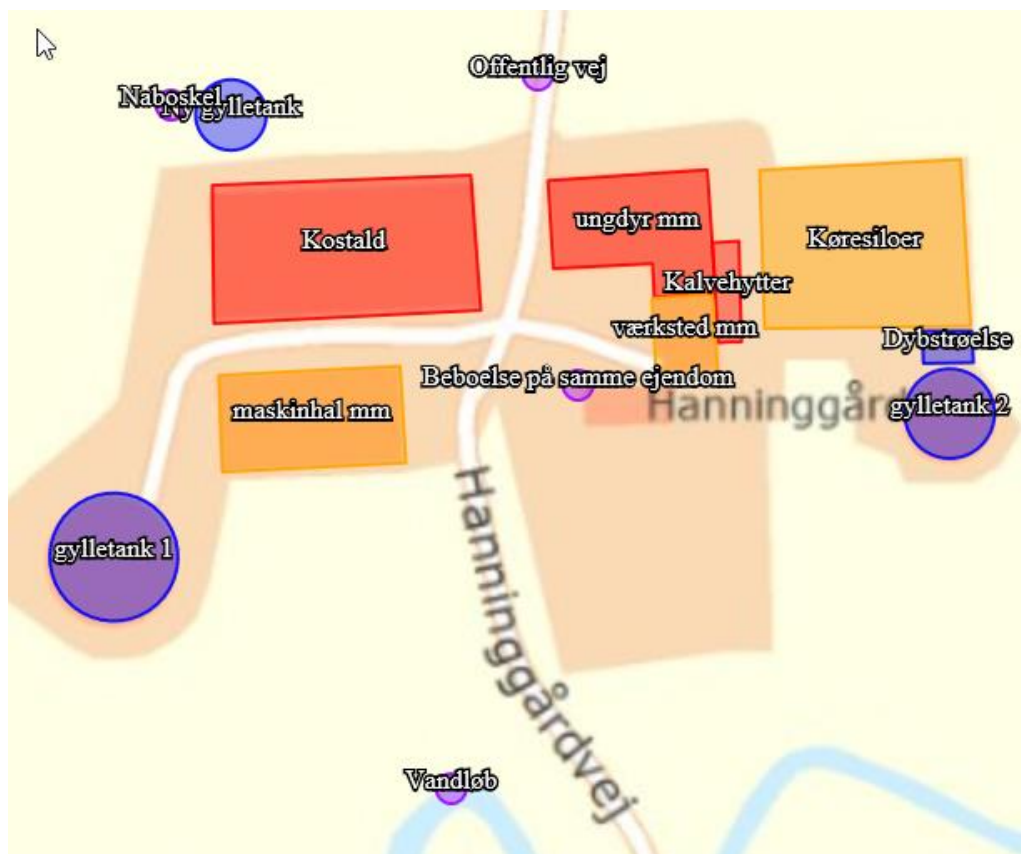 Offentlig vej
Naboskel
Ny gylletank
ungdyr mm
Kostald
Køresiloer
Kalvehytter
værksted mm
Dybstrøelse
Beboelse på samme ejendom
maskinhal mm
Hanninggård
gylletank 2
Hanninggårdvej
gylletank 1
Vandløb